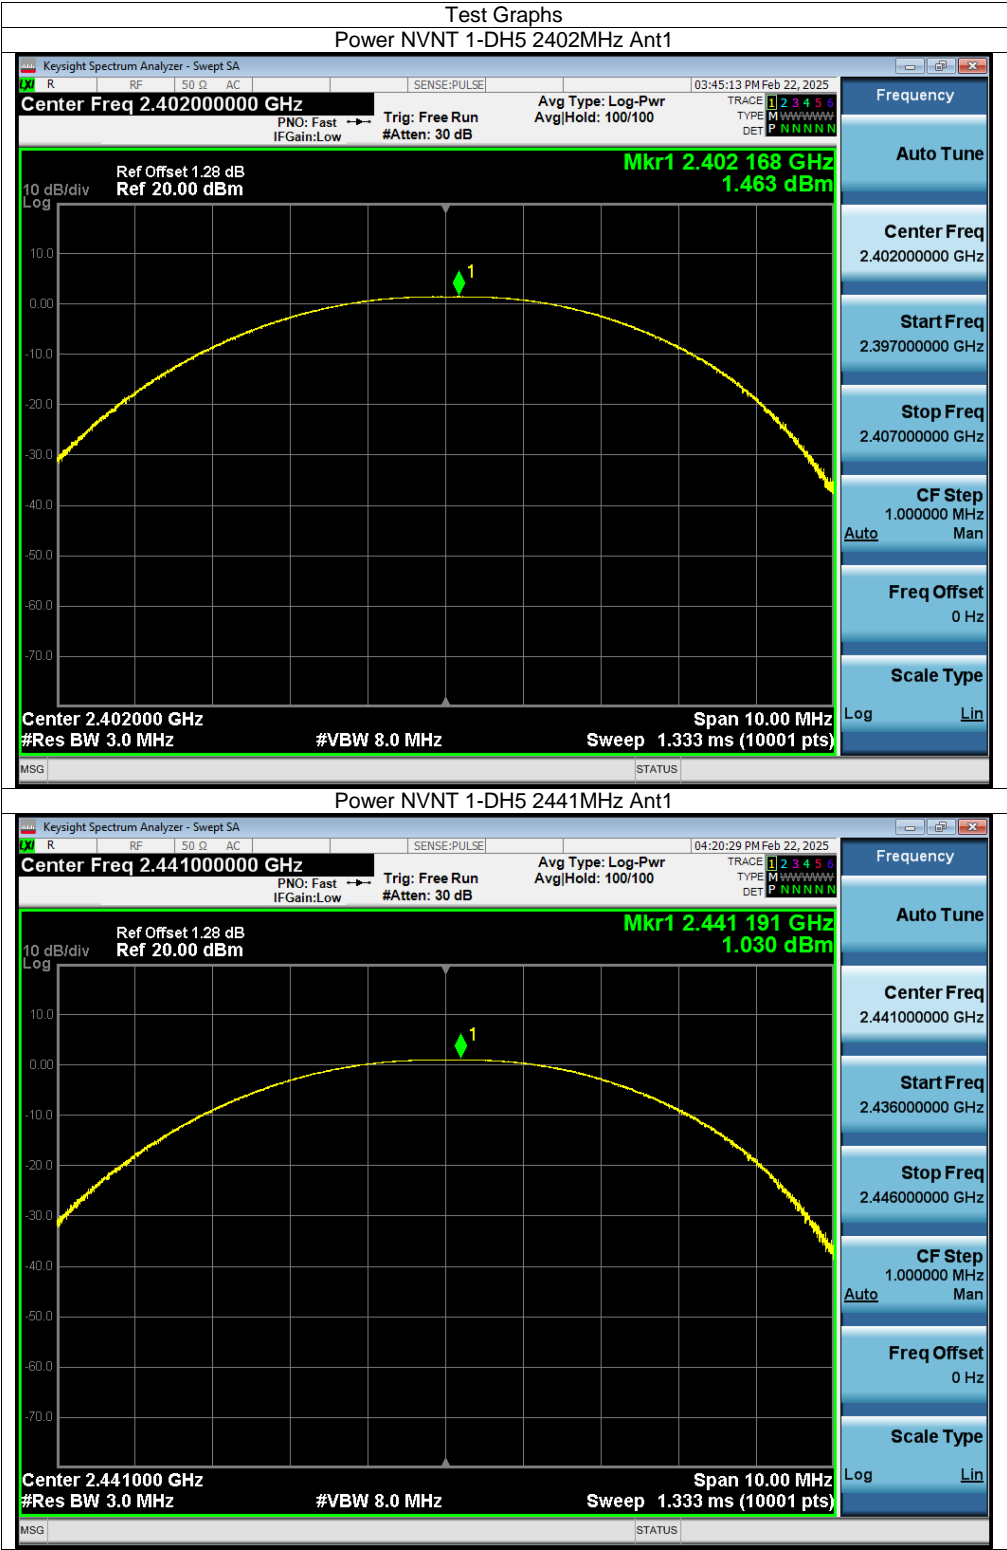 Test Graphs
Power NVNT 1-DH5 2402MHz Ant1
Keysight Spectrum Analyzer - Swept SA
LXI R RF 50 Ω AC SENSE:PULSE 03:45:13 PM Feb 22, 2025
Center Freq 2.402000000 GHz
PNO: Fast
IFGain:Low
Trig: Free Run
#Atten: 30 dB
Avg Type: Log-Pwr
Avg|Hold: 100/100
TRACE 1 2 3 4 5 6
TYPE M WWWWW
DET P N N N N N
Frequency
Auto Tune
Center Freq
2.402000000 GHz
Start Freq
2.397000000 GHz
Stop Freq
2.407000000 GHz
CF Step
1.000000 MHz
Auto Man
Freq Offset
0 Hz
Scale Type
Log Lin
Ref Offset 1.28 dB
10 dB/div Ref 20.00 dBm
Log
Mkr1 2.402 168 GHz
1.463 dBm
1
10.0
0.00
-10.0
-20.0
-30.0
-40.0
-50.0
-60.0
-70.0
Center 2.402000 GHz Span 10.00 MHz
#Res BW 3.0 MHz #VBW 8.0 MHz Sweep 1.333 ms (10001 pts)
MSG STATUS
Power NVNT 1-DH5 2441MHz Ant1
Keysight Spectrum Analyzer - Swept SA
LXI R RF 50 Ω AC SENSE:PULSE 04:20:29 PM Feb 22, 2025
Center Freq 2.441000000 GHz
PNO: Fast
IFGain:Low
Trig: Free Run
#Atten: 30 dB
Avg Type: Log-Pwr
Avg|Hold: 100/100
TRACE 1 2 3 4 5 6
TYPE M WWWWW
DET P N N N N N
Frequency
Auto Tune
Center Freq
2.441000000 GHz
Start Freq
2.436000000 GHz
Stop Freq
2.446000000 GHz
CF Step
1.000000 MHz
Auto Man
Freq Offset
0 Hz
Scale Type
Log Lin
Ref Offset 1.28 dB
10 dB/div Ref 20.00 dBm
Log
Mkr1 2.441 191 GHz
1.030 dBm
1
10.0
0.00
-10.0
-20.0
-30.0
-40.0
-50.0
-60.0
-70.0
Center 2.441000 GHz Span 10.00 MHz
#Res BW 3.0 MHz #VBW 8.0 MHz Sweep 1.333 ms (10001 pts)
MSG STATUS